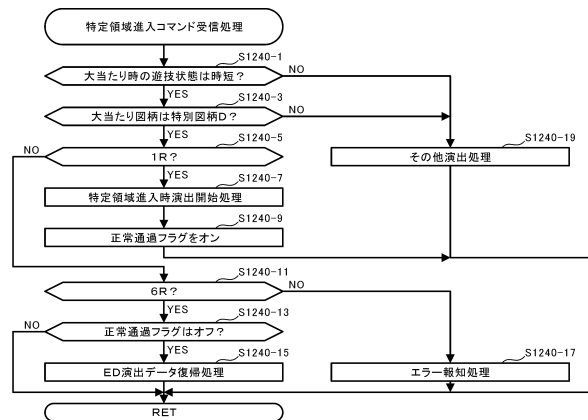 特定領域進入コマンド受信処理
S1240-1
大当たり時の遊技状態は時短？
NO
YES
S1240-3
大当たり図柄は特別図柄D？
NO
YES
S1240-5
NO
1R？
YES
S1240-19
その他演出処理
S1240-7
特定領域進入時演出開始処理
S1240-9
正常通過フラグをオン
S1240-11
6R？
NO
YES
S1240-13
NO
正常通過フラグはオフ？
YES
S1240-15
ED演出データ復帰処理
S1240-17
エラー報知処理
RET